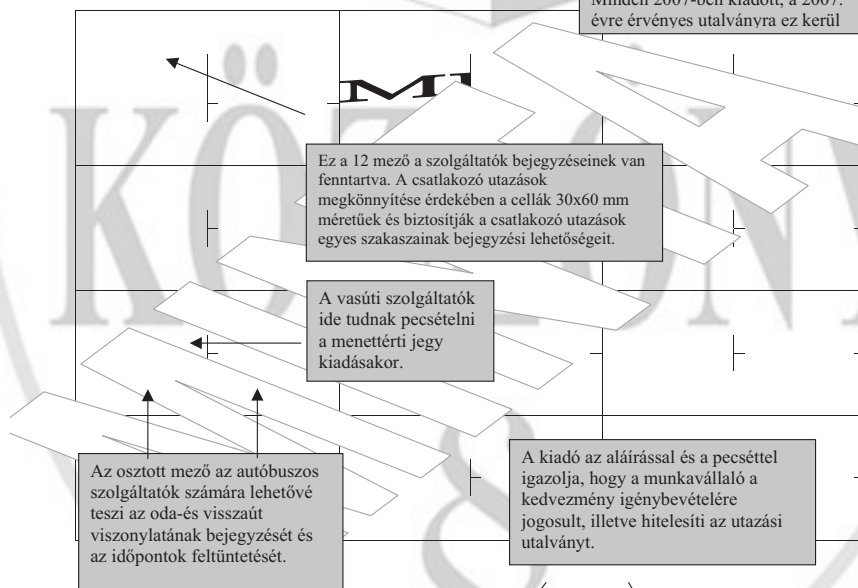 Minden 2007-ben kiadott, a 2007.
évre érvényes utalványra ez kerül
Ez a 12 mező a szolgáltatók bejegyzéseinek van
fenntartva. A csatlakozó utazások
megkönnyítése érdekében a cellák 30x60 mm
méretűek és biztosítják a csatlakozó utazások
egyes szakaszainak bejegyzési lehetőségeit.
A vasúti szolgáltatók
ide tudnak pecsételni
a menettérti jegy
kiadásakor.
Az osztott mező az autóbuszos
szolgáltatók számára lehetővé
teszi az oda-és visszaút
viszonylatának bejegyzését és
az időpontok feltüntetését.
A kiadó az aláírással és a pecséttel
igazolja, hogy a munkavállaló a
kedvezmény igénybevételére
jogosult, illetve hitelesíti az utazási
utalványt.